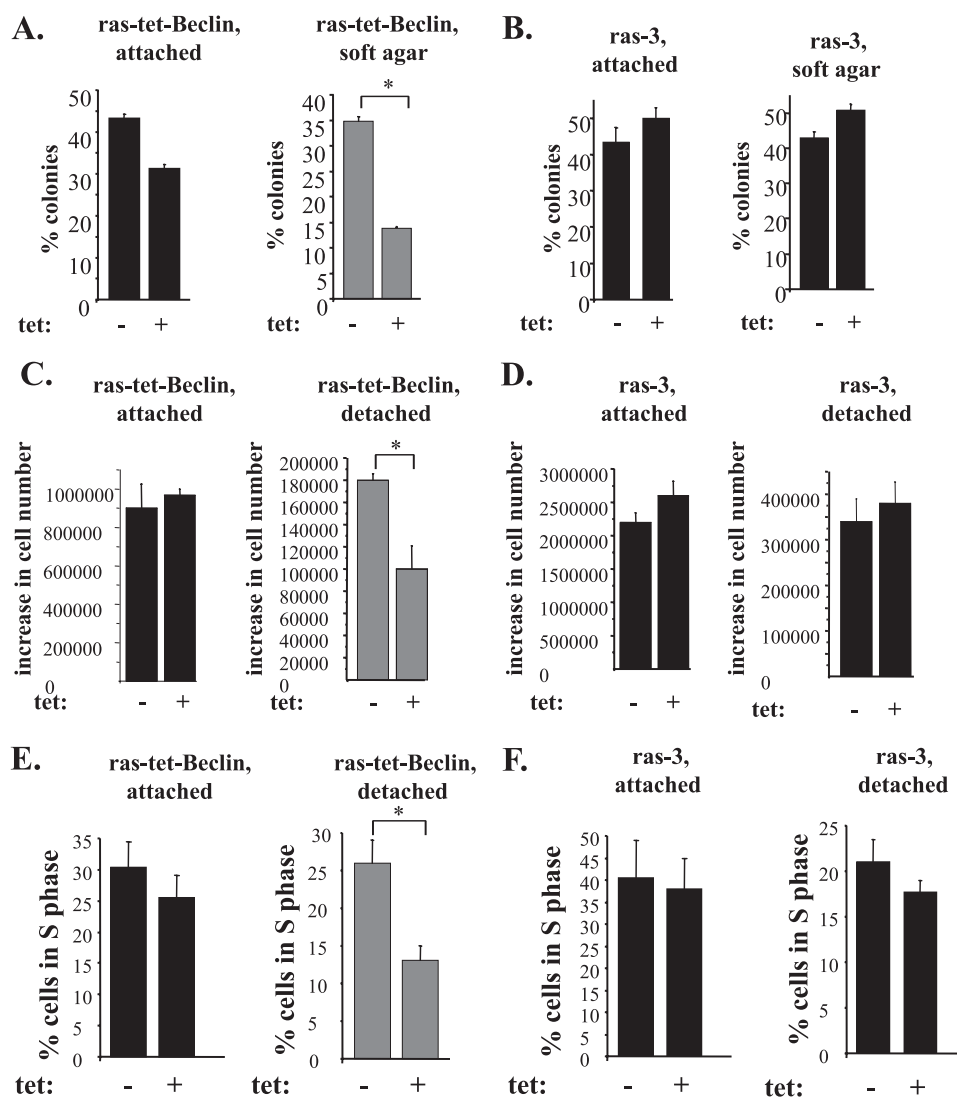 A.
ras-tet-Beclin,
attached
% colonies
50
40
30
20
10
0
tet:
- +
ras-tet-Beclin,
soft agar
*
% colonies
40
35
30
25
20
15
10
5
0
- +
B.
ras-3,
attached
% colonies
50
40
30
20
10
0
tet:
- +
ras-3,
soft agar
% colonies
50
40
30
20
10
0
- +
C.
ras-tet-Beclin,
attached
increase in cell number
1000000
800000
600000
400000
200000
0
tet:
- +
ras-tet-Beclin,
detached
*
increase in cell number
200000
180000
160000
140000
120000
100000
80000
60000
40000
20000
- +
D.
ras-3,
attached
increase in cell number
3000000
2500000
2000000
1500000
1000000
500000
0
tet:
- +
ras-3,
detached
increase in cell number
400000
300000
200000
100000
0
- +
E.
ras-tet-Beclin,
attached
% cells in S phase
35
30
25
20
15
10
5
0
tet:
- +
ras-tet-Beclin,
detached
*
% cells in S phase
30
25
20
15
10
5
0
tet:
- +
F.
ras-3,
attached
% cells in S phase
50
45
40
35
30
25
20
15
10
5
0
tet:
- +
ras-3,
detached
% cells in S phase
25
20
15
10
5
0
tet:
- +